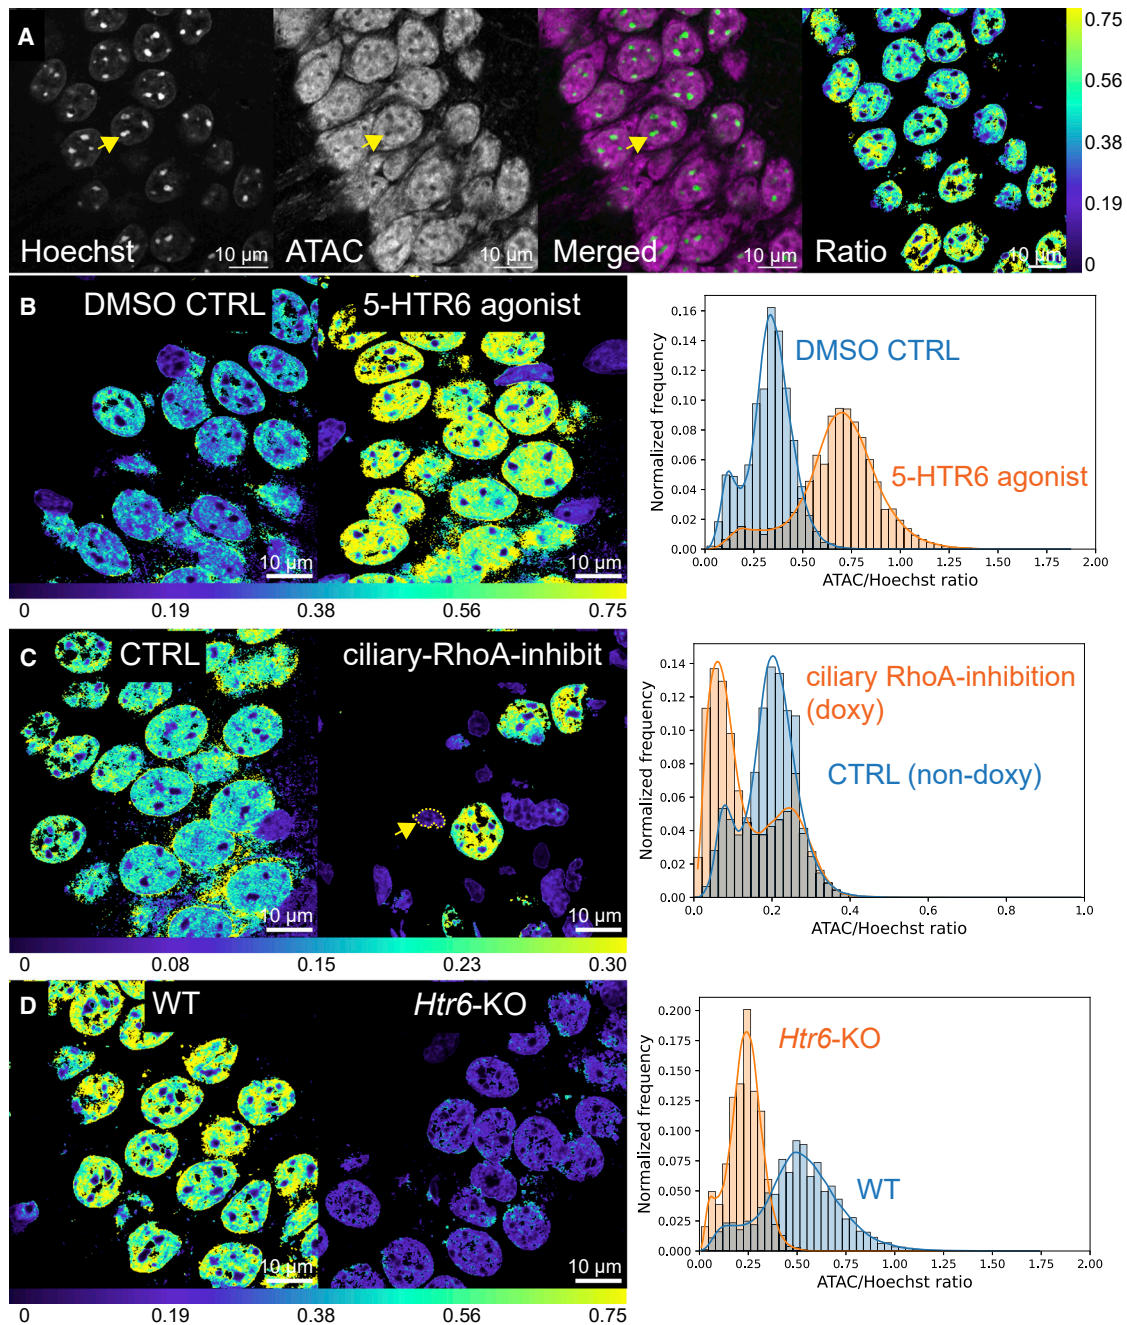 A
Hoechst
10 µm
ATAC
10 µm
Merged
10 µm
Ratio
10 µm
0.75
0.56
0.38
0.19
0
B
DMSO CTRL
10 µm
5-HTR6 agonist
10 µm
0 0.19 0.38 0.56 0.75
Normalized frequency
0.16
0.14
0.12
0.10
0.08
0.06
0.04
0.02
0.00
DMSO CTRL
5-HTR6 agonist
0.00 0.25 0.50 0.75 1.00 1.25 1.50 1.75 2.00
ATAC/Hoechst ratio
C
CTRL
10 µm
ciliary-RhoA-inhibit
10 µm
0 0.08 0.15 0.23 0.30
Normalized frequency
0.14
0.12
0.10
0.08
0.06
0.04
0.02
0.00
ciliary RhoA-inhibition
(doxy)
CTRL (non-doxy)
0.0 0.2 0.4 0.6 0.8 1.0
ATAC/Hoechst ratio
D
WT
10 µm
Htr6-KO
10 µm
0 0.19 0.38 0.56 0.75
Normalized frequency
0.200
0.175
0.150
0.125
0.100
0.075
0.050
0.025
0.000
Htr6-KO
WT
0.00 0.25 0.50 0.75 1.00 1.25 1.50 1.75 2.00
ATAC/Hoechst ratio